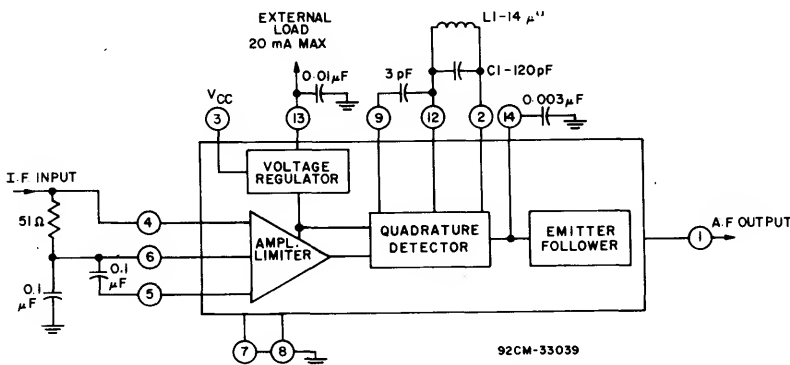 EXTERNAL
LOAD
20 mA MAX
L1-14 μ
0.01μF
3 pF
C1-120pF
VCC
0.003μF
3
13
9
12
2
14
I.F INPUT
VOLTAGE
REGULATOR
51Ω
4
AMPL.
LIMITER
QUADRATURE
DETECTOR
EMITTER
FOLLOWER
A.F OUTPUT
1
6
0.1
μF
0.1
μF
5
7
8
92CM-33039